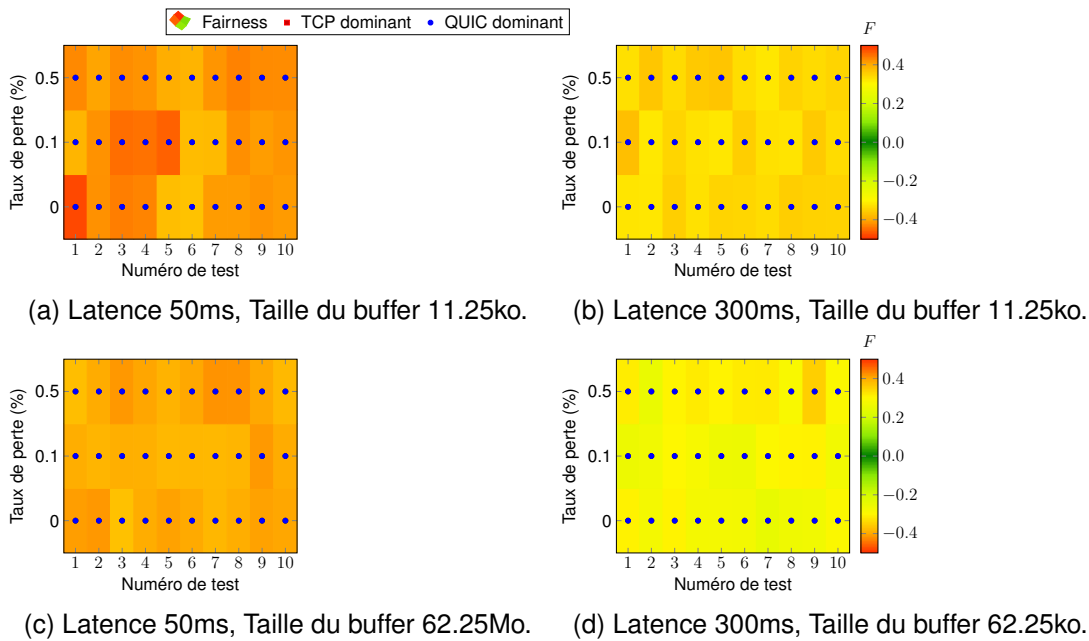 Fairness TCP dominant QUIC dominant
F
Taux de perte (%)
0.5
0.1
0
1 2 3 4 5 6 7 8 9 10
Numéro de test
Taux de perte (%)
0.5
0.1
0
1 2 3 4 5 6 7 8 9 10
Numéro de test
0.4
0.2
0.0
−0.2
−0.4
(a) Latence 50ms, Taille du buffer 11.25ko.
(b) Latence 300ms, Taille du buffer 11.25ko.
F
Taux de perte (%)
0.5
0.1
0
1 2 3 4 5 6 7 8 9 10
Numéro de test
Taux de perte (%)
0.5
0.1
0
1 2 3 4 5 6 7 8 9 10
Numéro de test
0.4
0.2
0.0
−0.2
−0.4
(c) Latence 50ms, Taille du buffer 62.25Mo.
(d) Latence 300ms, Taille du buffer 62.25ko.